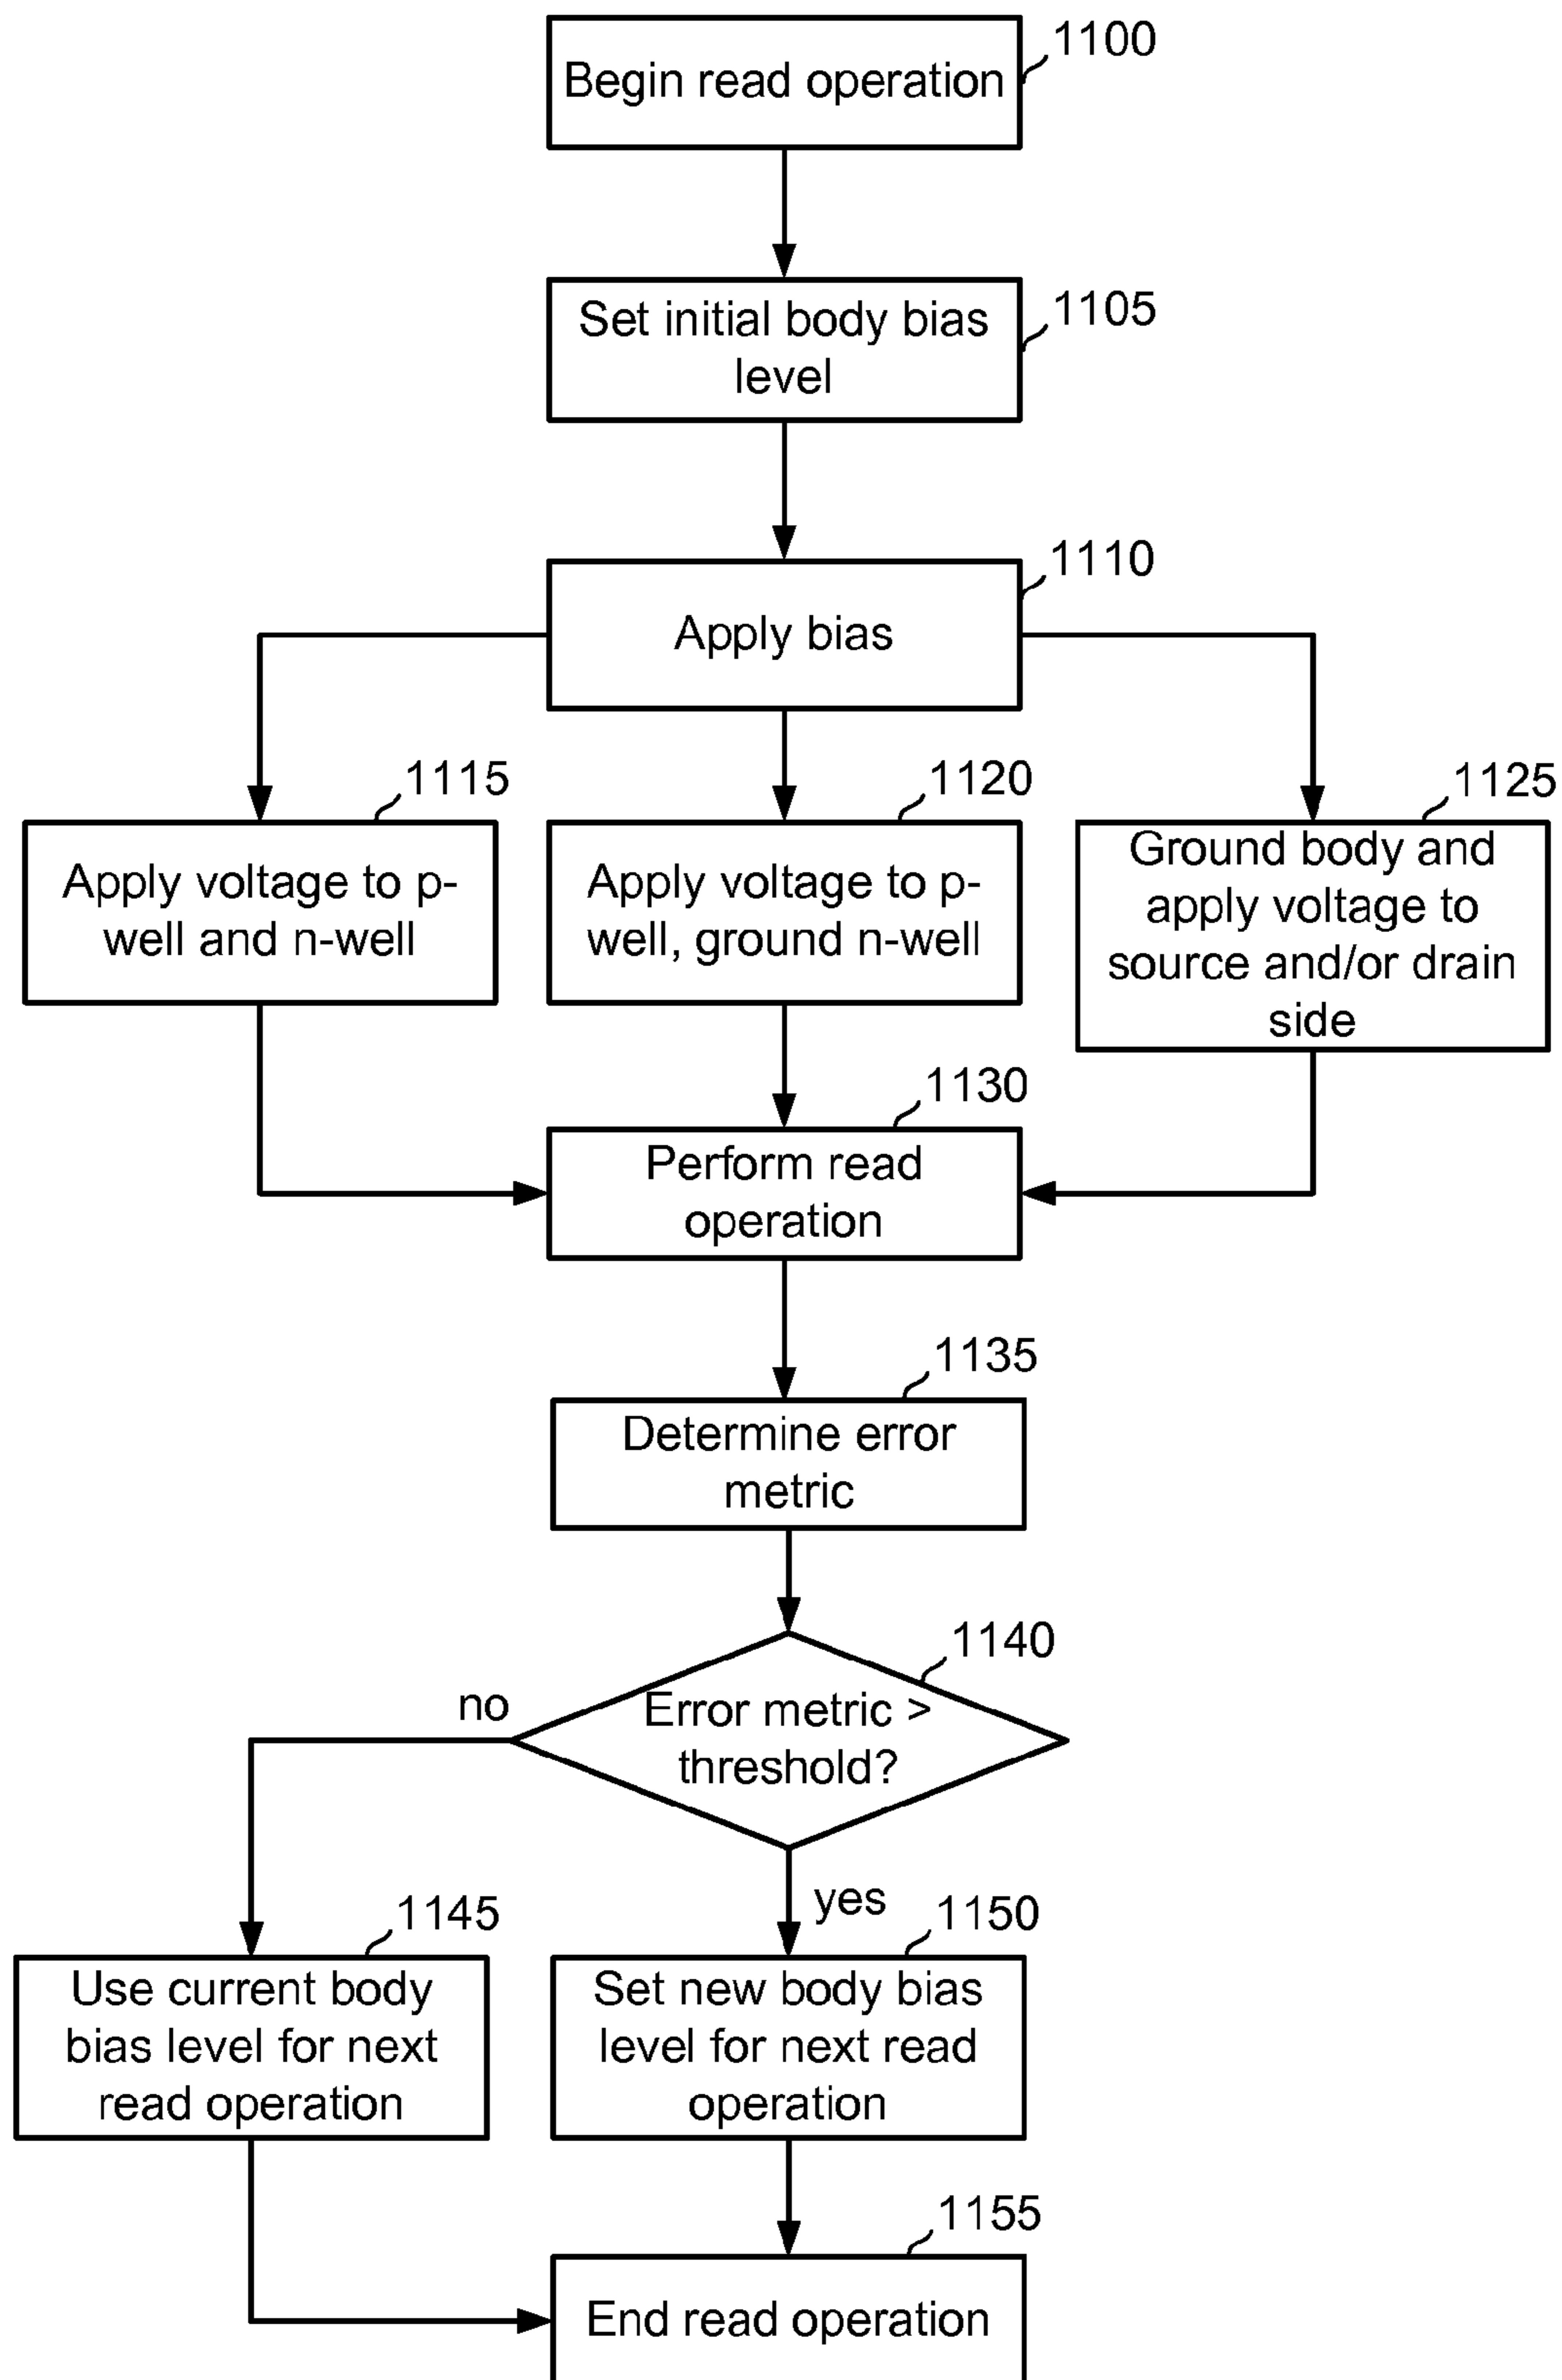 1100
Begin read operation
1105
Set initial body bias
level
1110
Apply bias
1115
Apply voltage to p-
well and n-well
1120
Apply voltage to p-
well, ground n-well
1125
Ground body and
apply voltage to
source and/or drain
side
1130
Perform read
operation
1135
Determine error
metric
1140
Error metric >
threshold?
no
yes
1145
Use current body
bias level for next
read operation
1150
Set new body bias
level for next read
operation
1155
End read operation